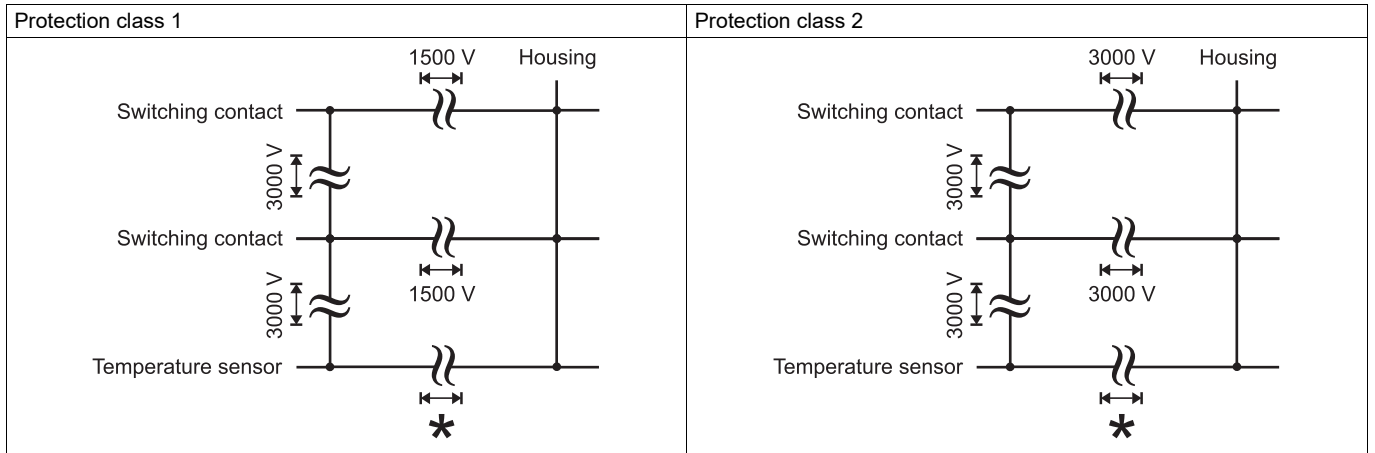 Protection class 1
1500 V Housing
Switching contact
3000 V
Switching contact
3000 V
1500 V
Temperature sensor
*
Protection class 2
3000 V Housing
Switching contact
3000 V
Switching contact
3000 V
3000 V
Temperature sensor
*